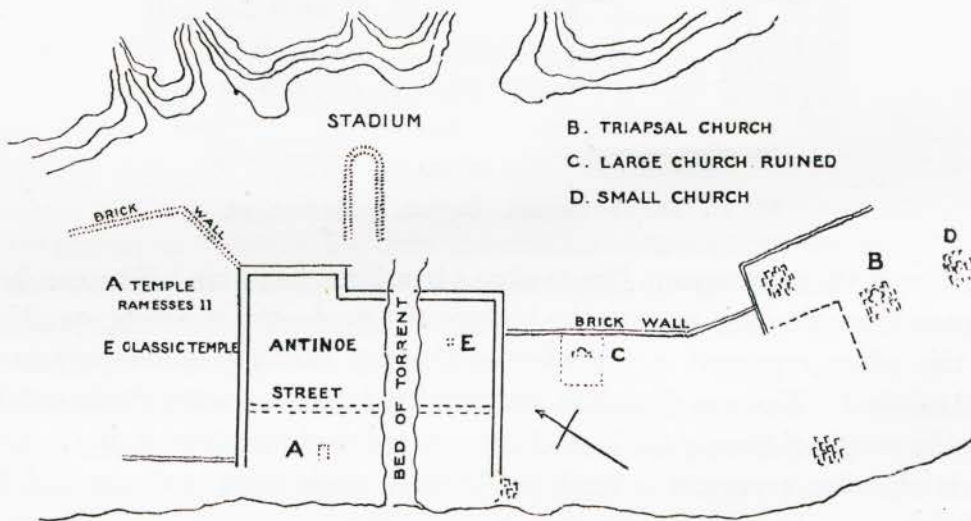 STADIUM
B. TRIAPSAL CHURCH
C. LARGE CHURCH RUINED
D. SMALL CHURCH
BRICK WALL
A TEMPLE
RAMESSES II
E CLASSIC TEMPLE
ANTINOE
STREET
A
BED OF TORRENT
E
BRICK WALL
C
B
D